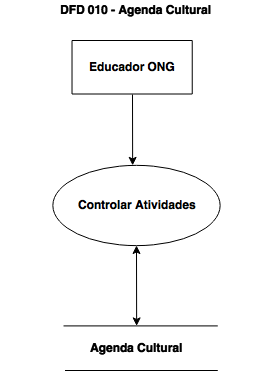 DFD 010 - Agenda Cultural
Educador ONG
Controlar Atividades
Agenda Cultural